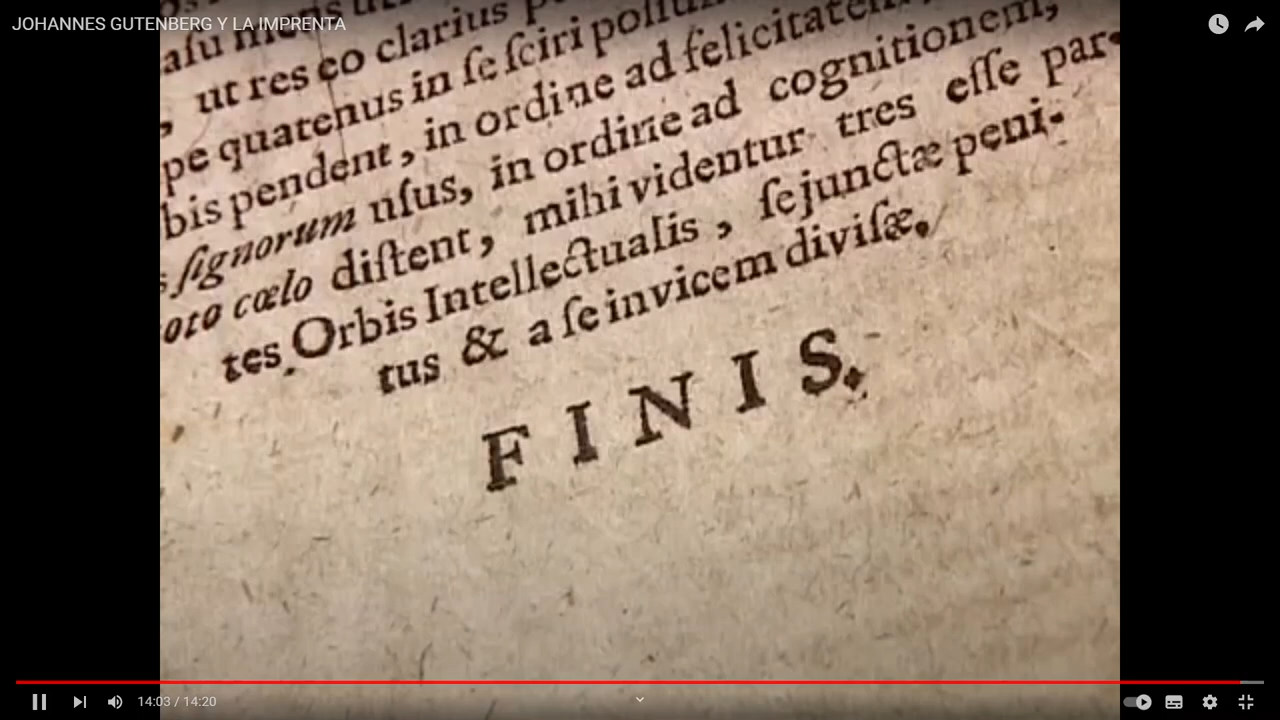 JOHANNES GUTENBERG Y LA IMPRENTA
ut res eo clarius
pe quatenus in ſe ſciri
bis pendent, in ordine ad felicitatem
s ſignorum nſus, in ordine ad cognitionem,
oto cælo diſtent, mihi videntur tres eſſe par-
tes Orbis Intellectualis, ſejunctæ peni-
tus & a ſe invicem diviſæ.
FINIS.
14:03 / 14:20